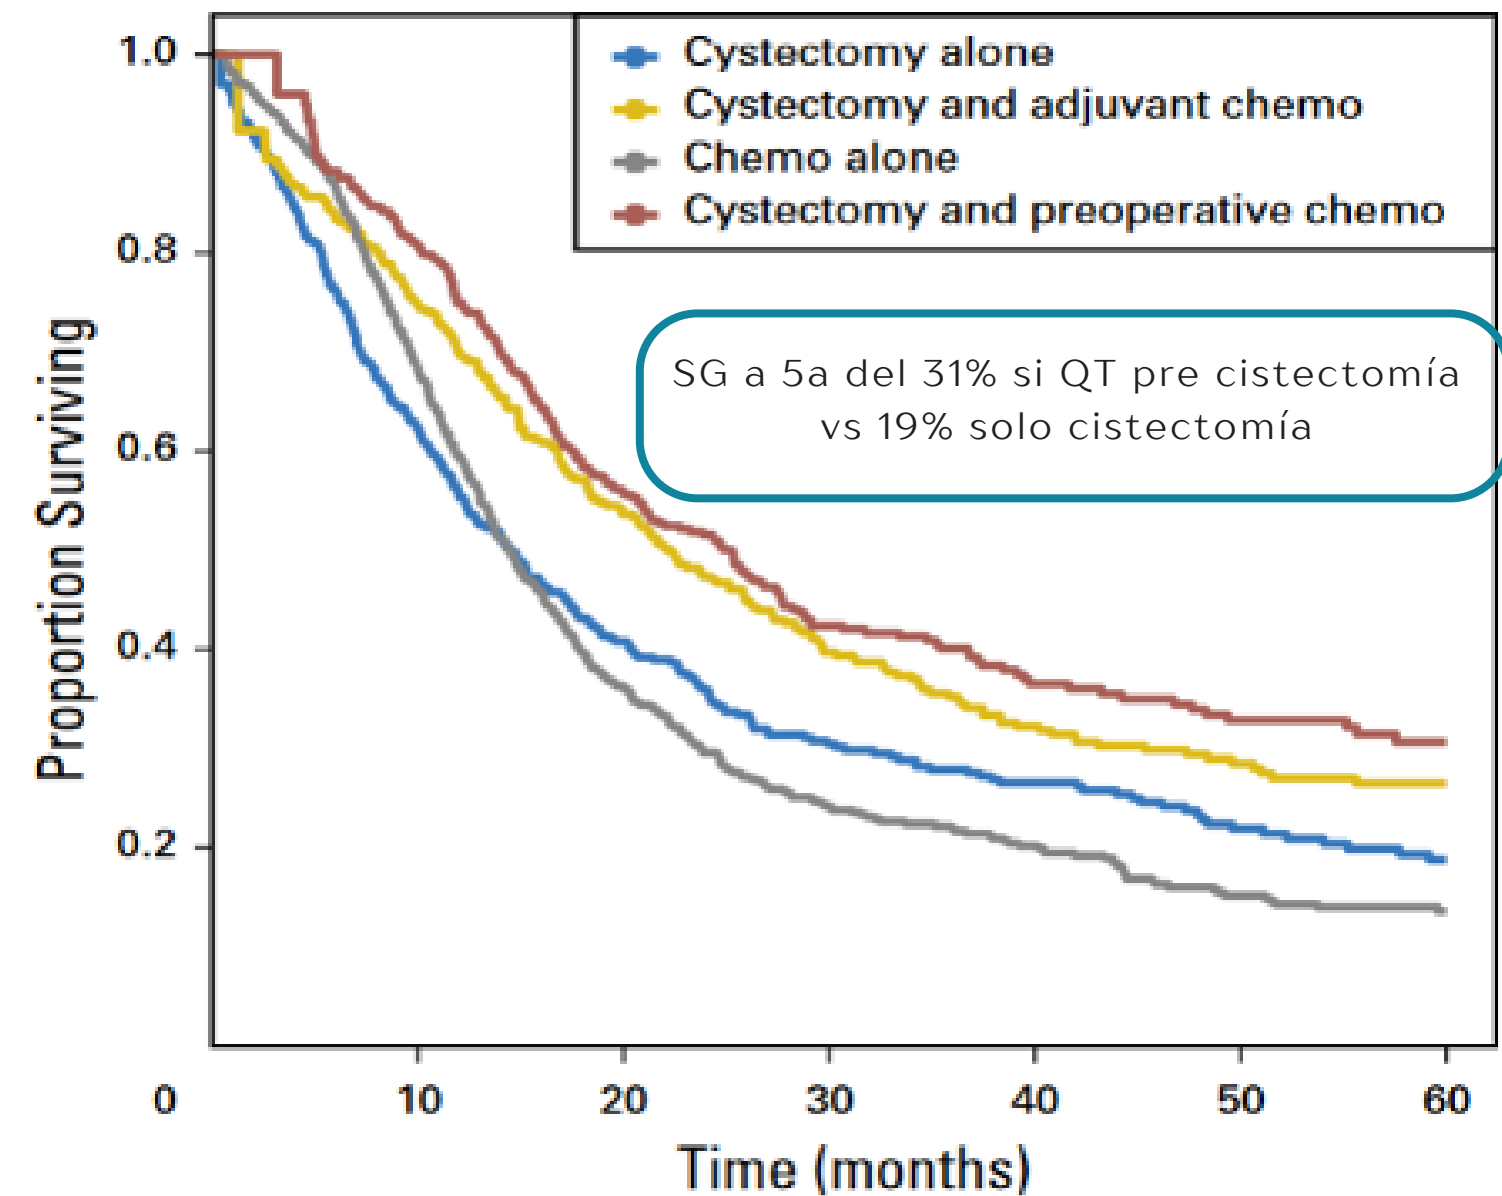 Cystectomy alone
Cystectomy and adjuvant chemo
Chemo alone
Cystectomy and preoperative chemo
SG a 5a del 31% si QT pre cistectomía
vs 19% solo cistectomía
Proportion Surviving
1.0
0.8
0.6
0.4
0.2
0 10 20 30 40 50 60
Time (months)